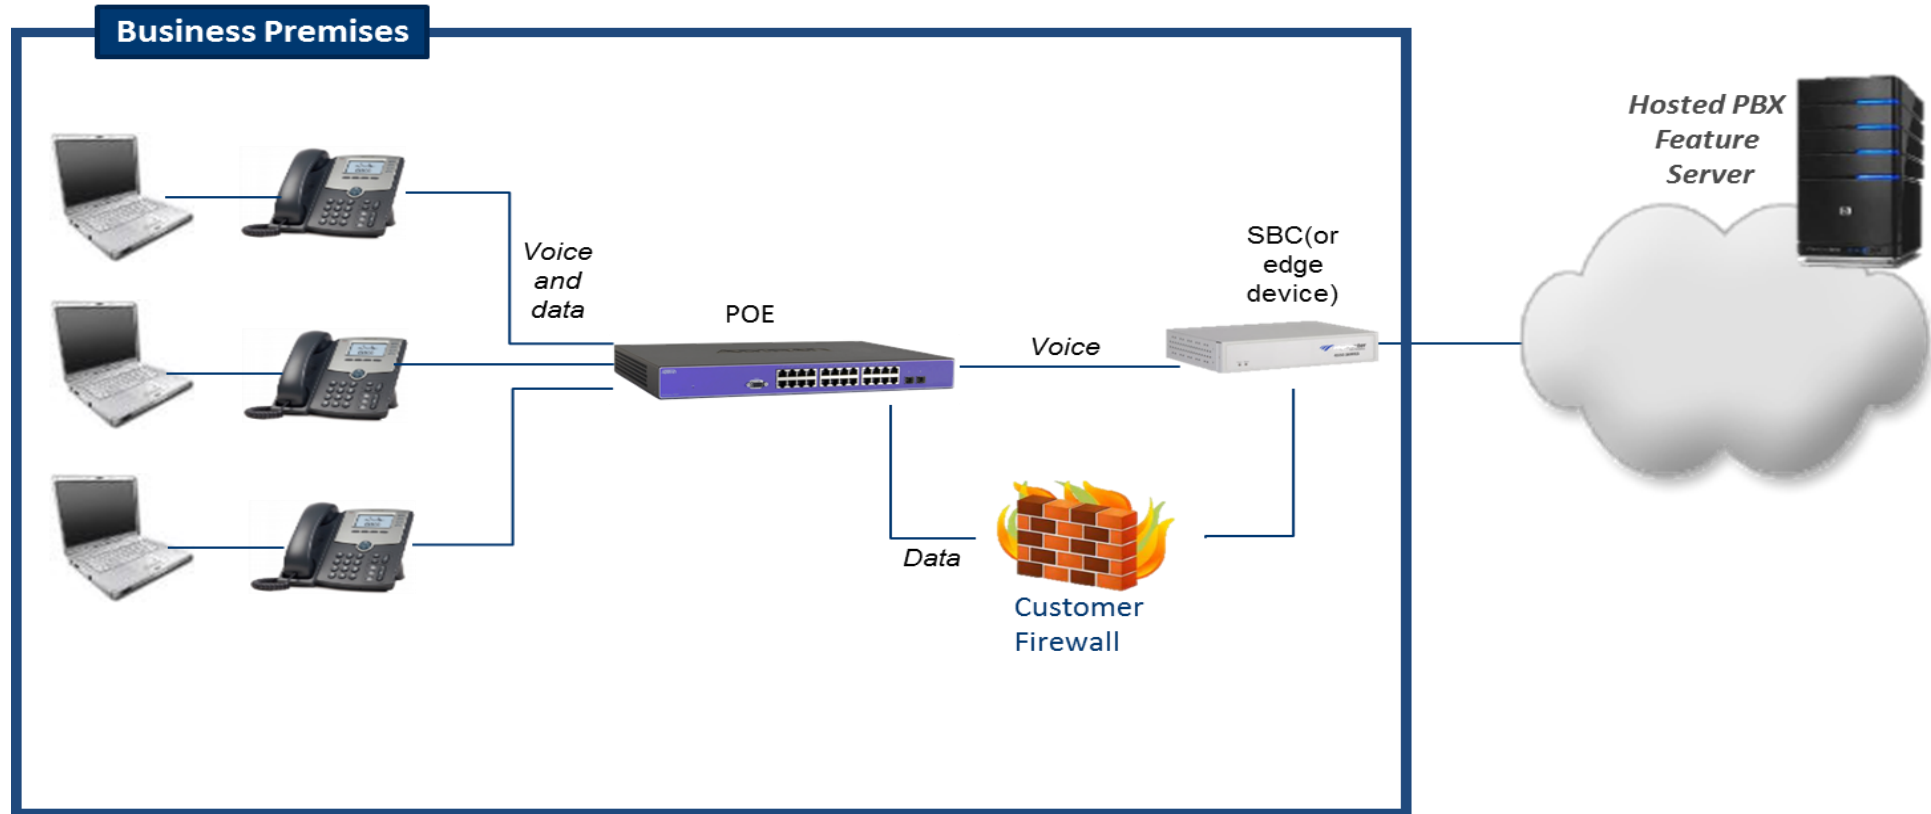 Business Premises
Hosted PBX
Feature
Server
Voice
and
data
POE
SBC(or
edge
device)
Voice
Data
Customer
Firewall